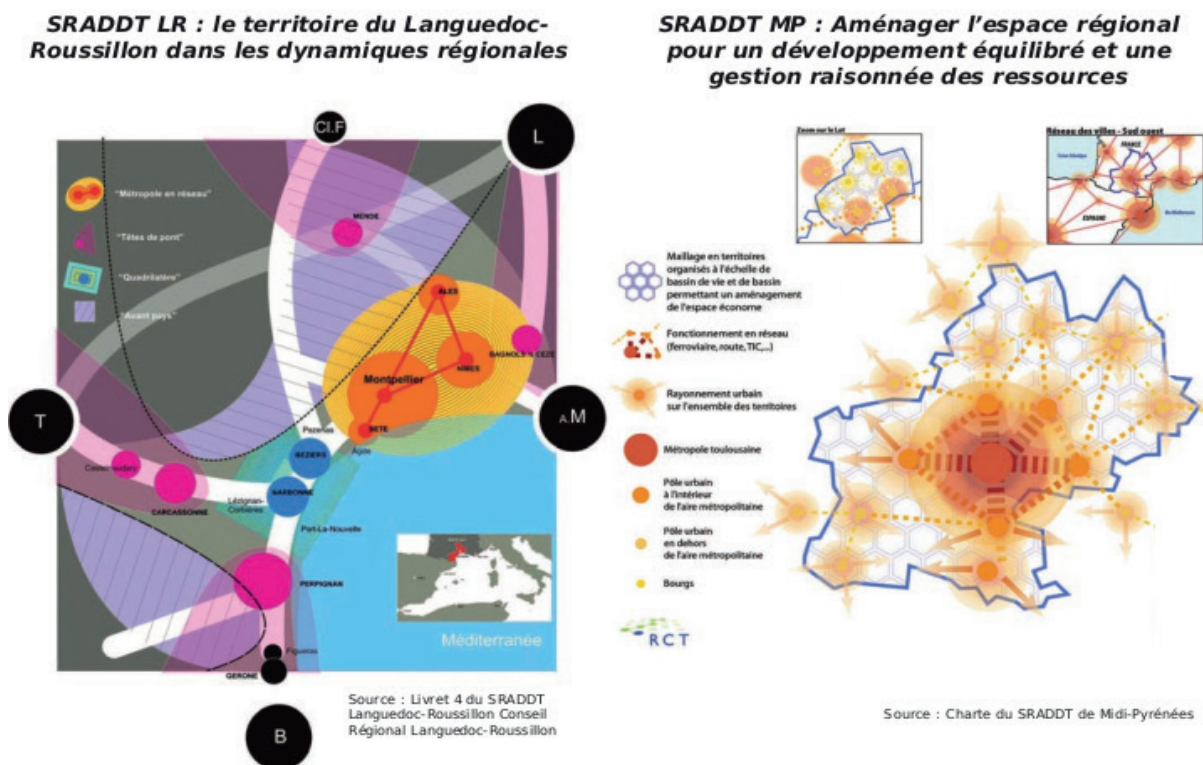 SRADDT LR : le territoire du Languedoc-
Roussillon dans les dynamiques régionales
Cl.F
L
"Métropole en réseau"
"Têtes de pont"
"Quadrilatère"
"Avant pays"
MENDE
ALES
BAGNOLS/s CEZE
NIMES
Montpellier
SETE
T
A.M
Pezenas
Agde
BEZIERS
Castelnaudary
NARBONNE
Lézignan-
Corbières
CARCASSONNE
Port-La-Nouvelle
PERPIGNAN
Méditerranée
Figueras
GERONE
B
Source : Livret 4 du SRADDT
Languedoc-Roussillon Conseil
Régional Languedoc-Roussillon
SRADDT MP : Aménager l'espace régional
pour un développement équilibré et une
gestion raisonnée des ressources
Zoom sur le Lot
Réseau des villes - Sud ouest
FRANCE
ESPAGNE
Maillage en territoires
organisés à l'échelle de
bassin de vie et de bassin
permettant un aménagement
de l'espace économe
Fonctionnement en réseau
(ferroviaire, route, TIC,...)
Rayonnement urbain
sur l'ensemble des territoires
Métropole toulousaine
Pôle urbain
à l'intérieur
de l'aire métropolitaine
Pôle urbain
en dehors
de l'aire métropolitaine
Bourgs
RCT
Source : Charte du SRADDT de Midi-Pyrénées